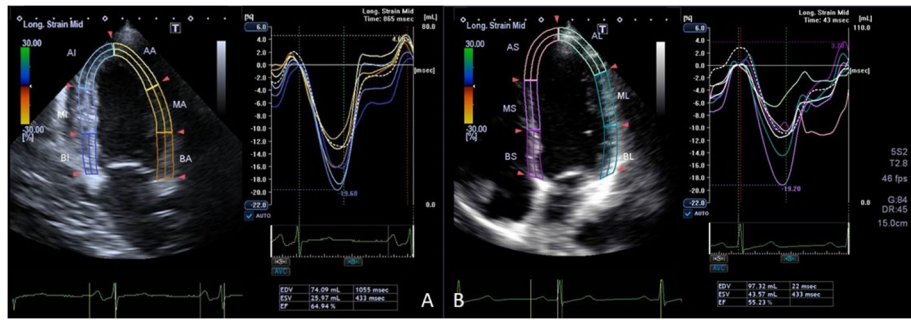 Long. Strain Mid
T
30.00
-30.00
[%]
AI
AA
MI
MA
BI
BA
[%]
Long. Strain Mid
Time: 865 msec
[mL]
6.0
80.0
4.0
2.0
0.0
[msec]
-2.0
-4.0
-6.0
-8.0
-10.0
-12.0
-14.0
-16.0
-18.0
-20.0
-19.68
-22.0
0.0
AUTO
AVC
EDV 74.09 mL 1055 msec
ESV 25.97 mL 433 msec
EF 64.94 %
A
Long. Strain Mid
T
30.00
-30.00
[%]
AS
AL
MS
ML
BS
BL
[%]
Long. Strain Mid
Time: 43 msec
[mL]
6.0
110.0
4.0
2.0
0.0
[msec]
-2.0
-4.0
-6.0
-8.0
-10.0
-12.0
-14.0
-16.0
-18.0
-20.0
-19.20
-22.0
0.0
AUTO
AVC
EDV 97.32 mL 22 msec
ESV 43.57 mL 433 msec
EF 55.23 %
B
5S2
T2.8
46 fps
G:84
DR:45
15.0cm